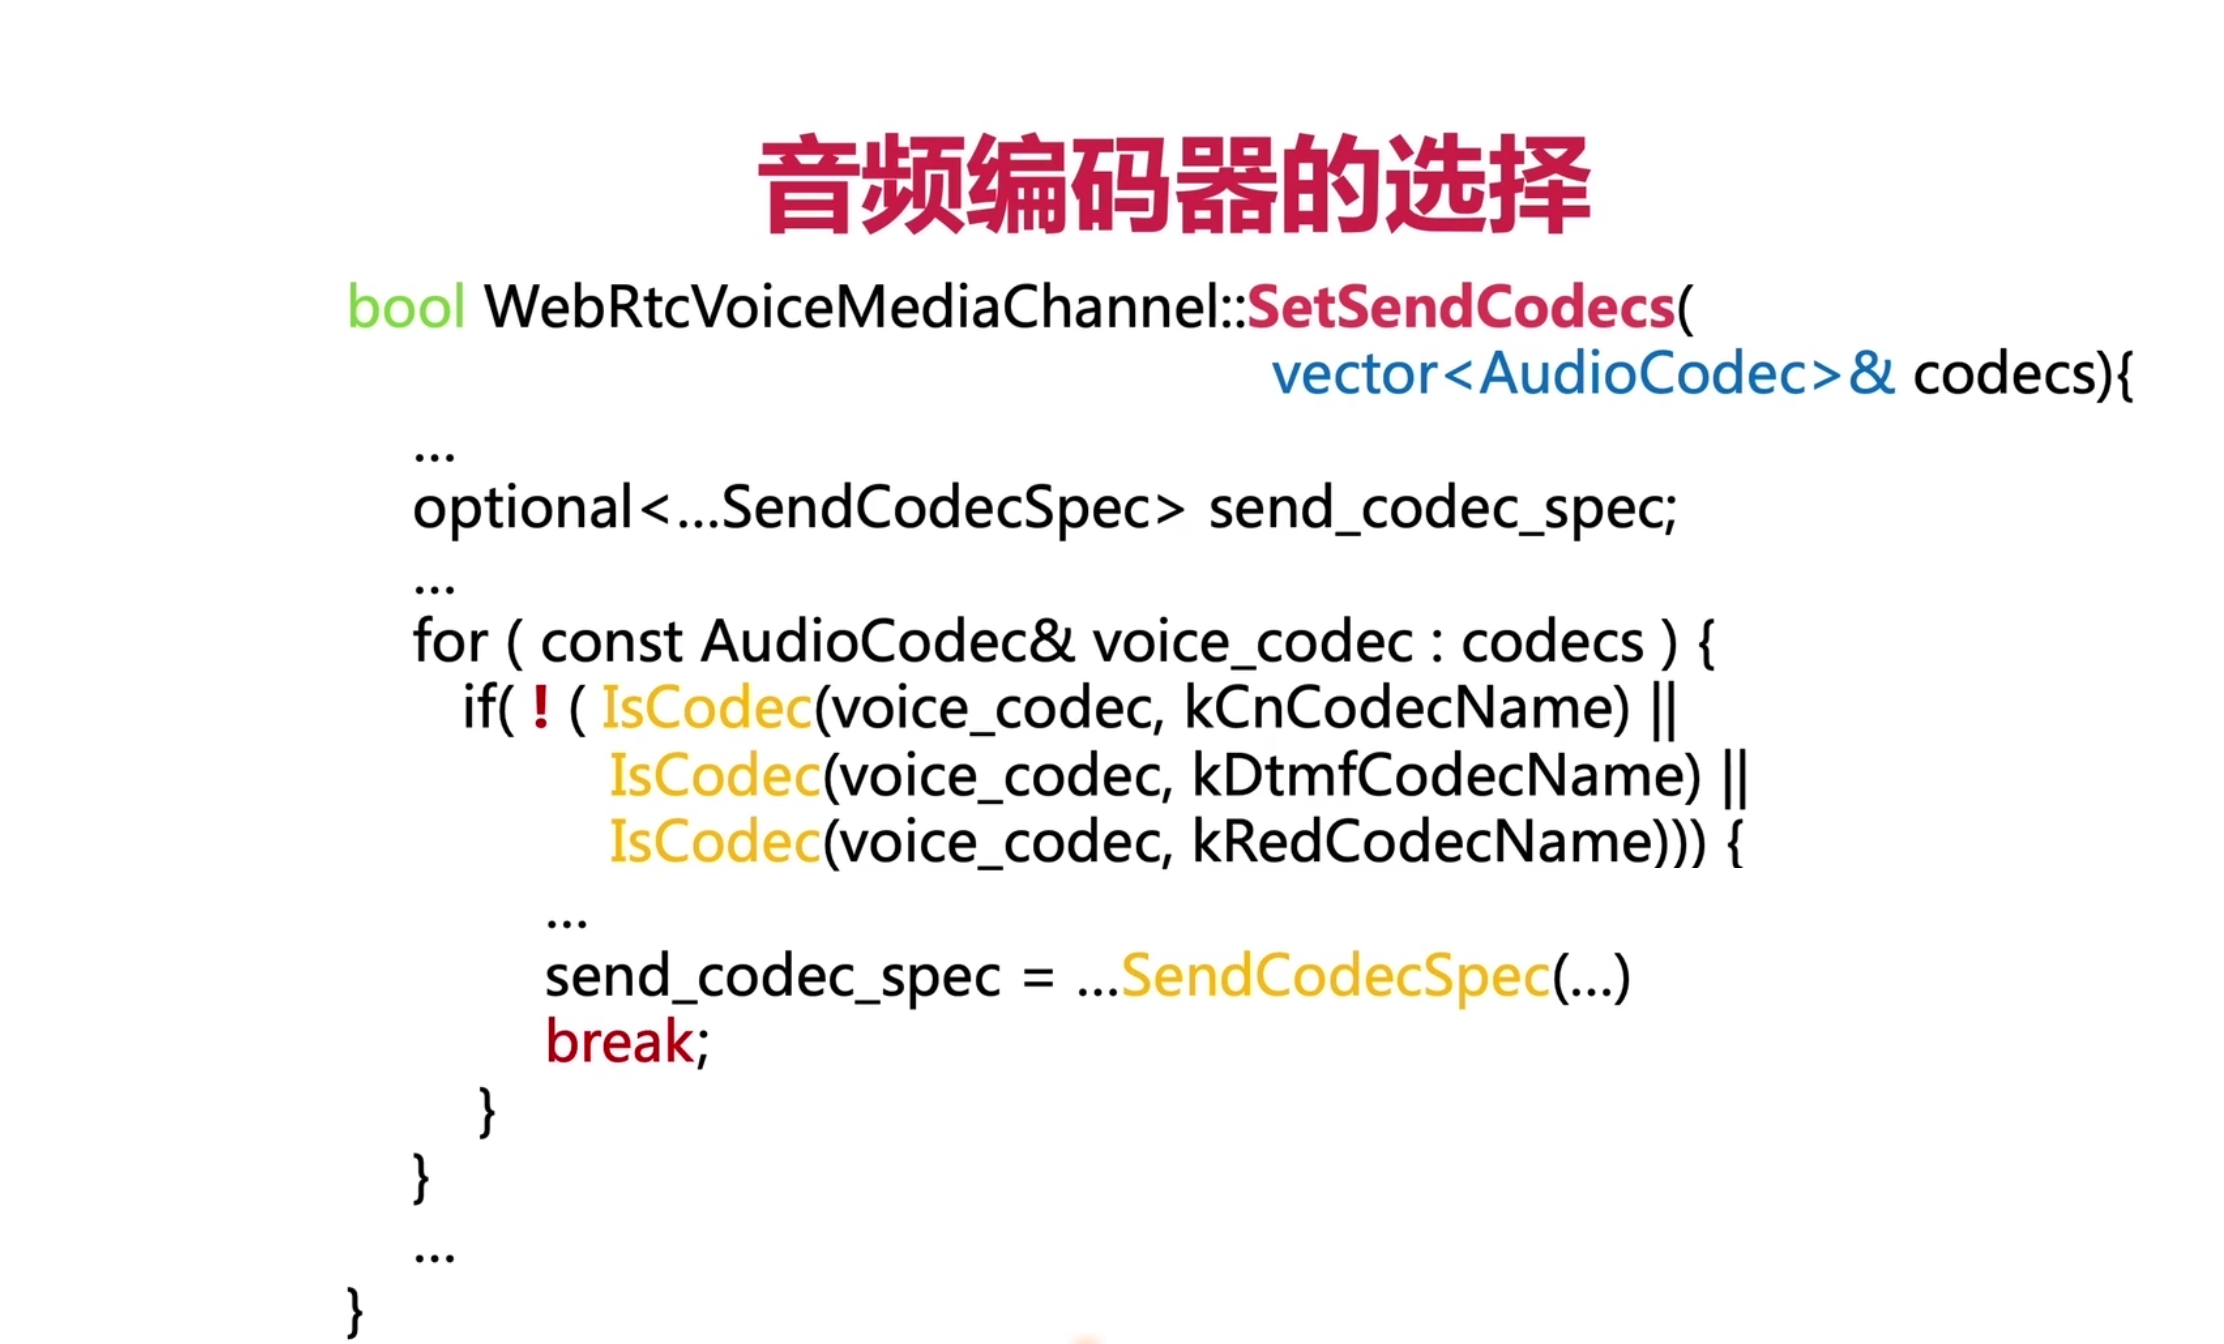 音频编码器的选择
bool WebRtcVoiceMediaChannel::SetSendCodecs(
vector<AudioCodec>& codecs){
...
optional<...SendCodecSpec> send_codec_spec;
...
for ( const AudioCodec& voice_codec : codecs ) {
if( ! ( IsCodec(voice_codec, kCnCodecName) ||
IsCodec(voice_codec, kDtmfCodecName) ||
IsCodec(voice_codec, kRedCodecName))) {
...
send_codec_spec = ...SendCodecSpec(...)
break;
}
}
...
}